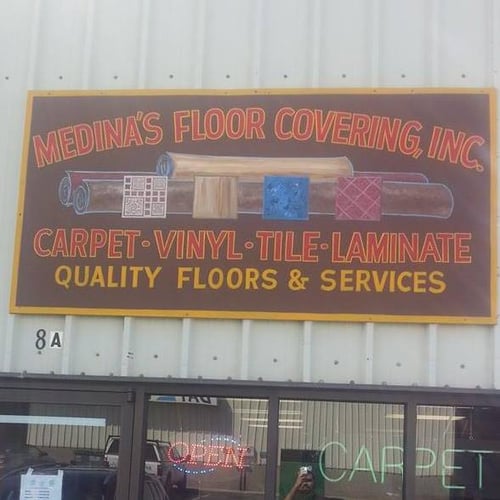 MEDINA'S FLOOR COVERING, INC.
CARPET · VINYL · TILE · LAMINATE
QUALITY FLOORS & SERVICES
8A
OPEN
CARPET